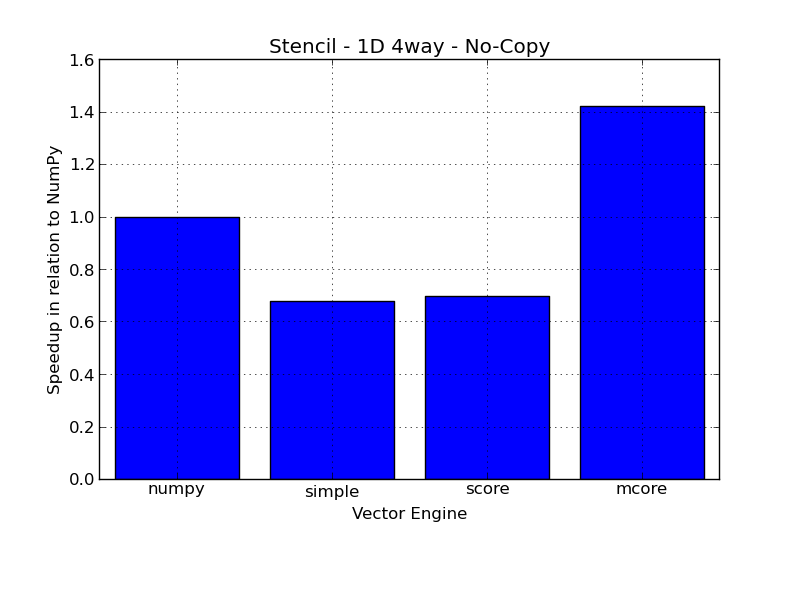 Stencil - 1D 4way - No-Copy
1.6
1.4
1.2
1.0
0.8
0.6
0.4
0.2
0.0
Speedup in relation to NumPy
numpy simple score mcore
Vector Engine